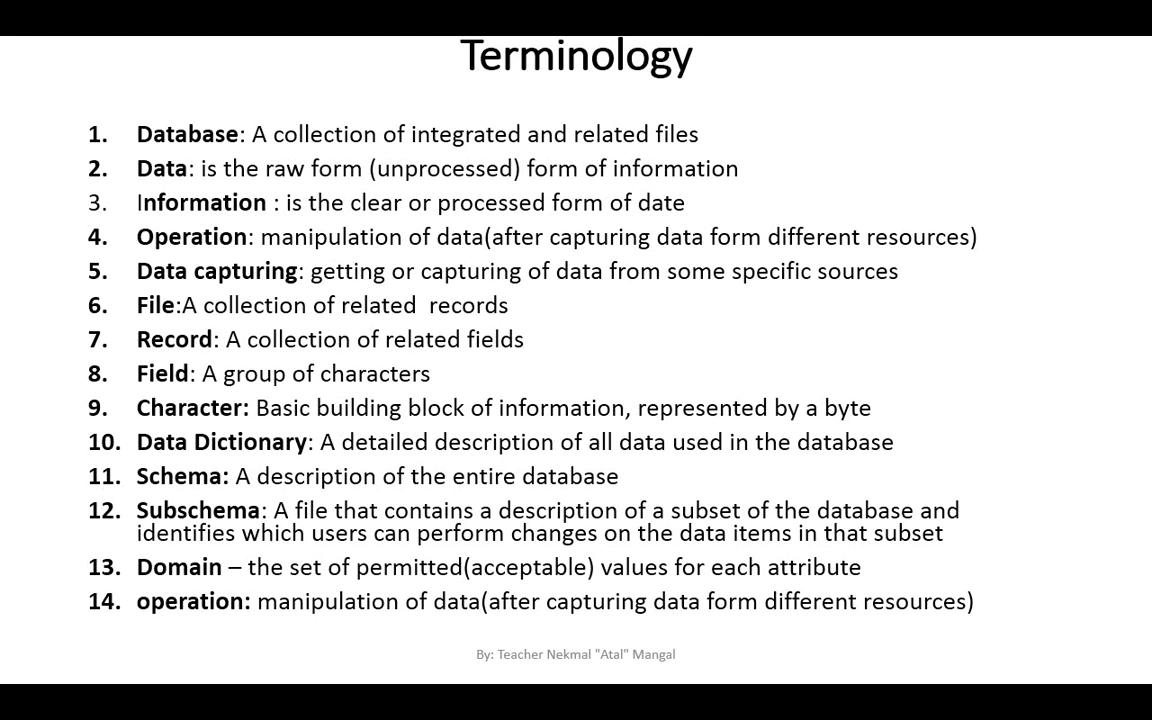 Terminology
1. Database: A collection of integrated and related files
2. Data: is the raw form (unprocessed) form of information
3. Information : is the clear or processed form of date
4. Operation: manipulation of data(after capturing data form different resources)
5. Data capturing: getting or capturing of data from some specific sources
6. File:A collection of related  records
7. Record: A collection of related fields
8. Field: A group of characters
9. Character: Basic building block of information, represented by a byte
10. Data Dictionary: A detailed description of all data used in the database
11. Schema: A description of the entire database
12. Subschema: A file that contains a description of a subset of the database and
identifies which users can perform changes on the data items in that subset
13. Domain – the set of permitted(acceptable) values for each attribute
14. operation: manipulation of data(after capturing data form different resources)
By: Teacher Nekmal "Atal" Mangal